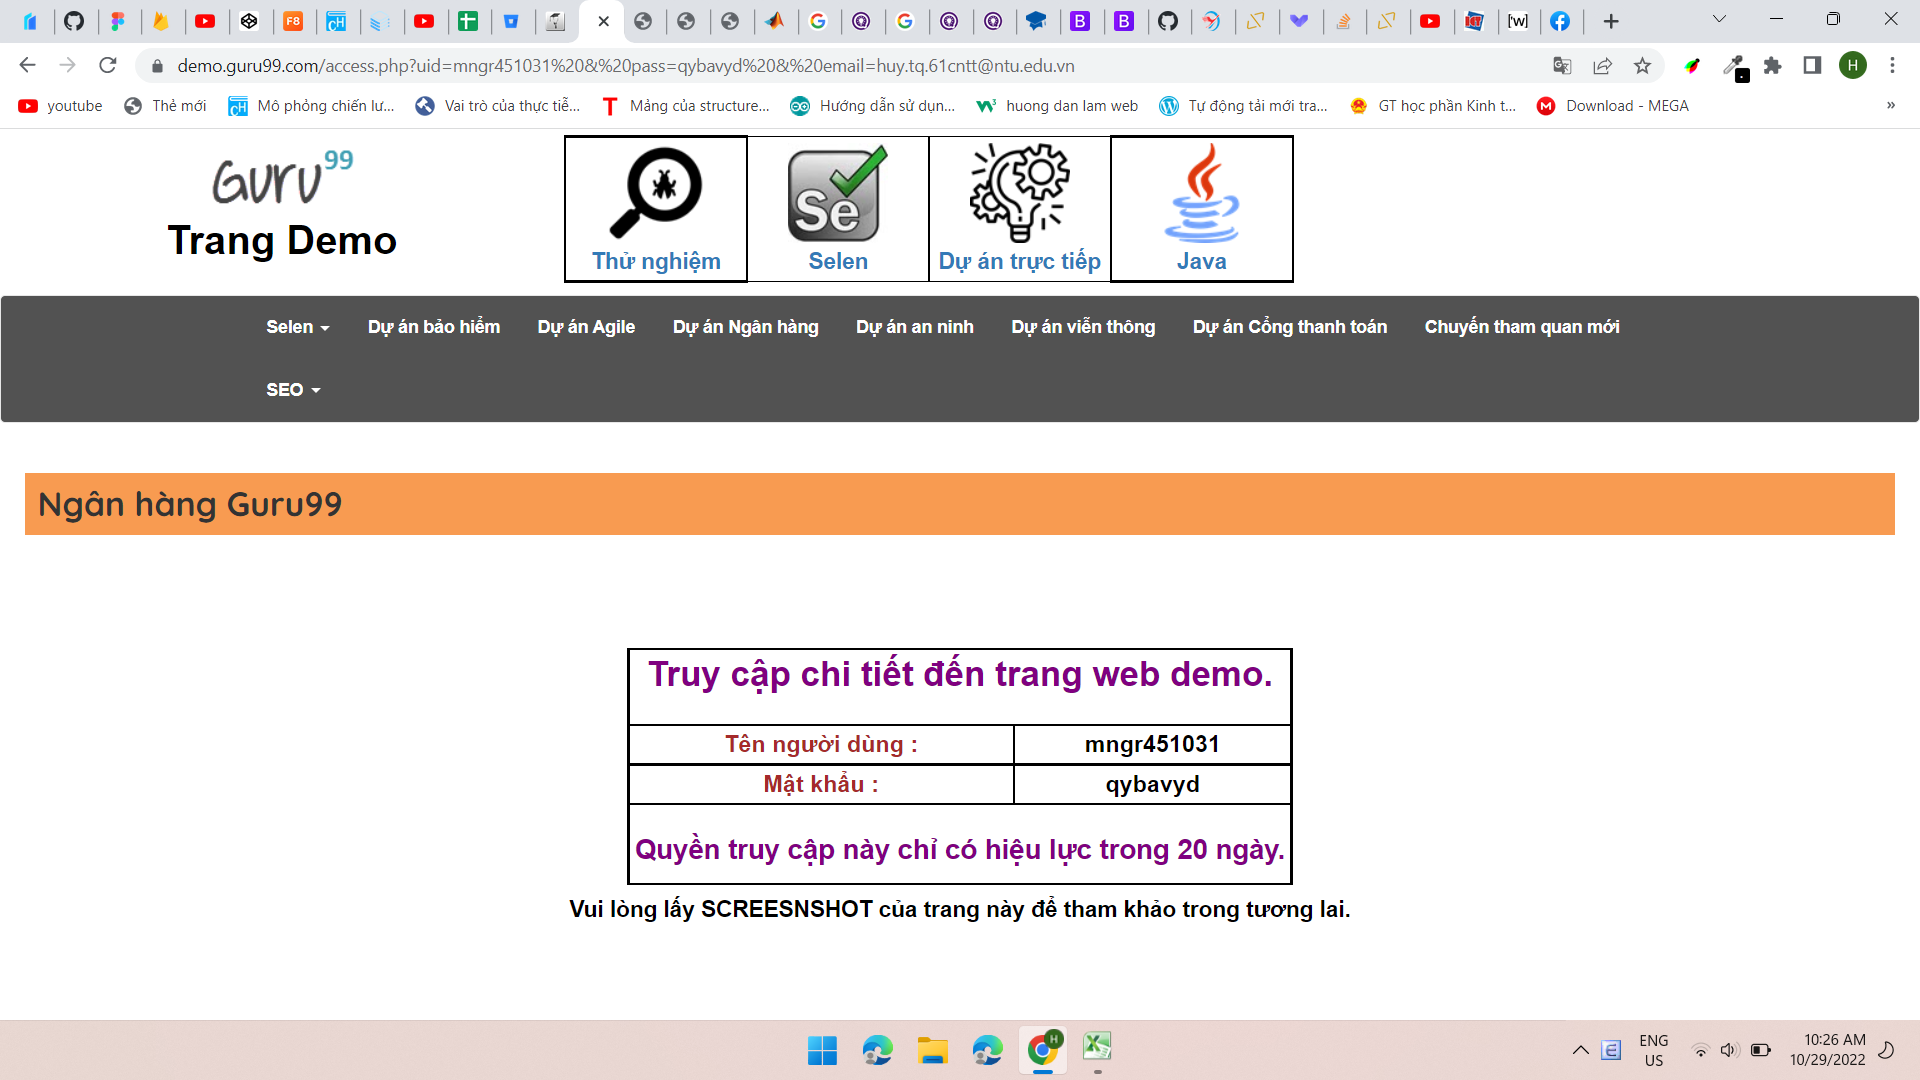 demo.guru99.com/access.php?uid=mngr451031%20&%20pass=qybavyd%20&%20email=huy.tq.61cntt@ntu.edu.vn
H
youtube
Thẻ mới
Mô phỏng chiến lư...
Vai trò của thực tiễ...
Mảng của structure...
Hướng dẫn sử dụn...
huong dan lam web
Tự động tải mới tra...
GT học phần Kinh t...
Download - MEGA
»
Guru99
Trang Demo
Se
Thử nghiệm
Selen
Dự án trực tiếp
Java
Selen
Dự án bảo hiểm
Dự án Agile
Dự án Ngân hàng
Dự án an ninh
Dự án viễn thông
Dự án Cổng thanh toán
Chuyến tham quan mới
SEO
Ngân hàng Guru99
Truy cập chi tiết đến trang web demo.
Tên người dùng : mngr451031
Mật khẩu : qybavyd
Quyền truy cập này chỉ có hiệu lực trong 20 ngày.
Vui lòng lấy SCREESNSHOT của trang này để tham khảo trong tương lai.
ENG
US
10:26 AM
10/29/2022